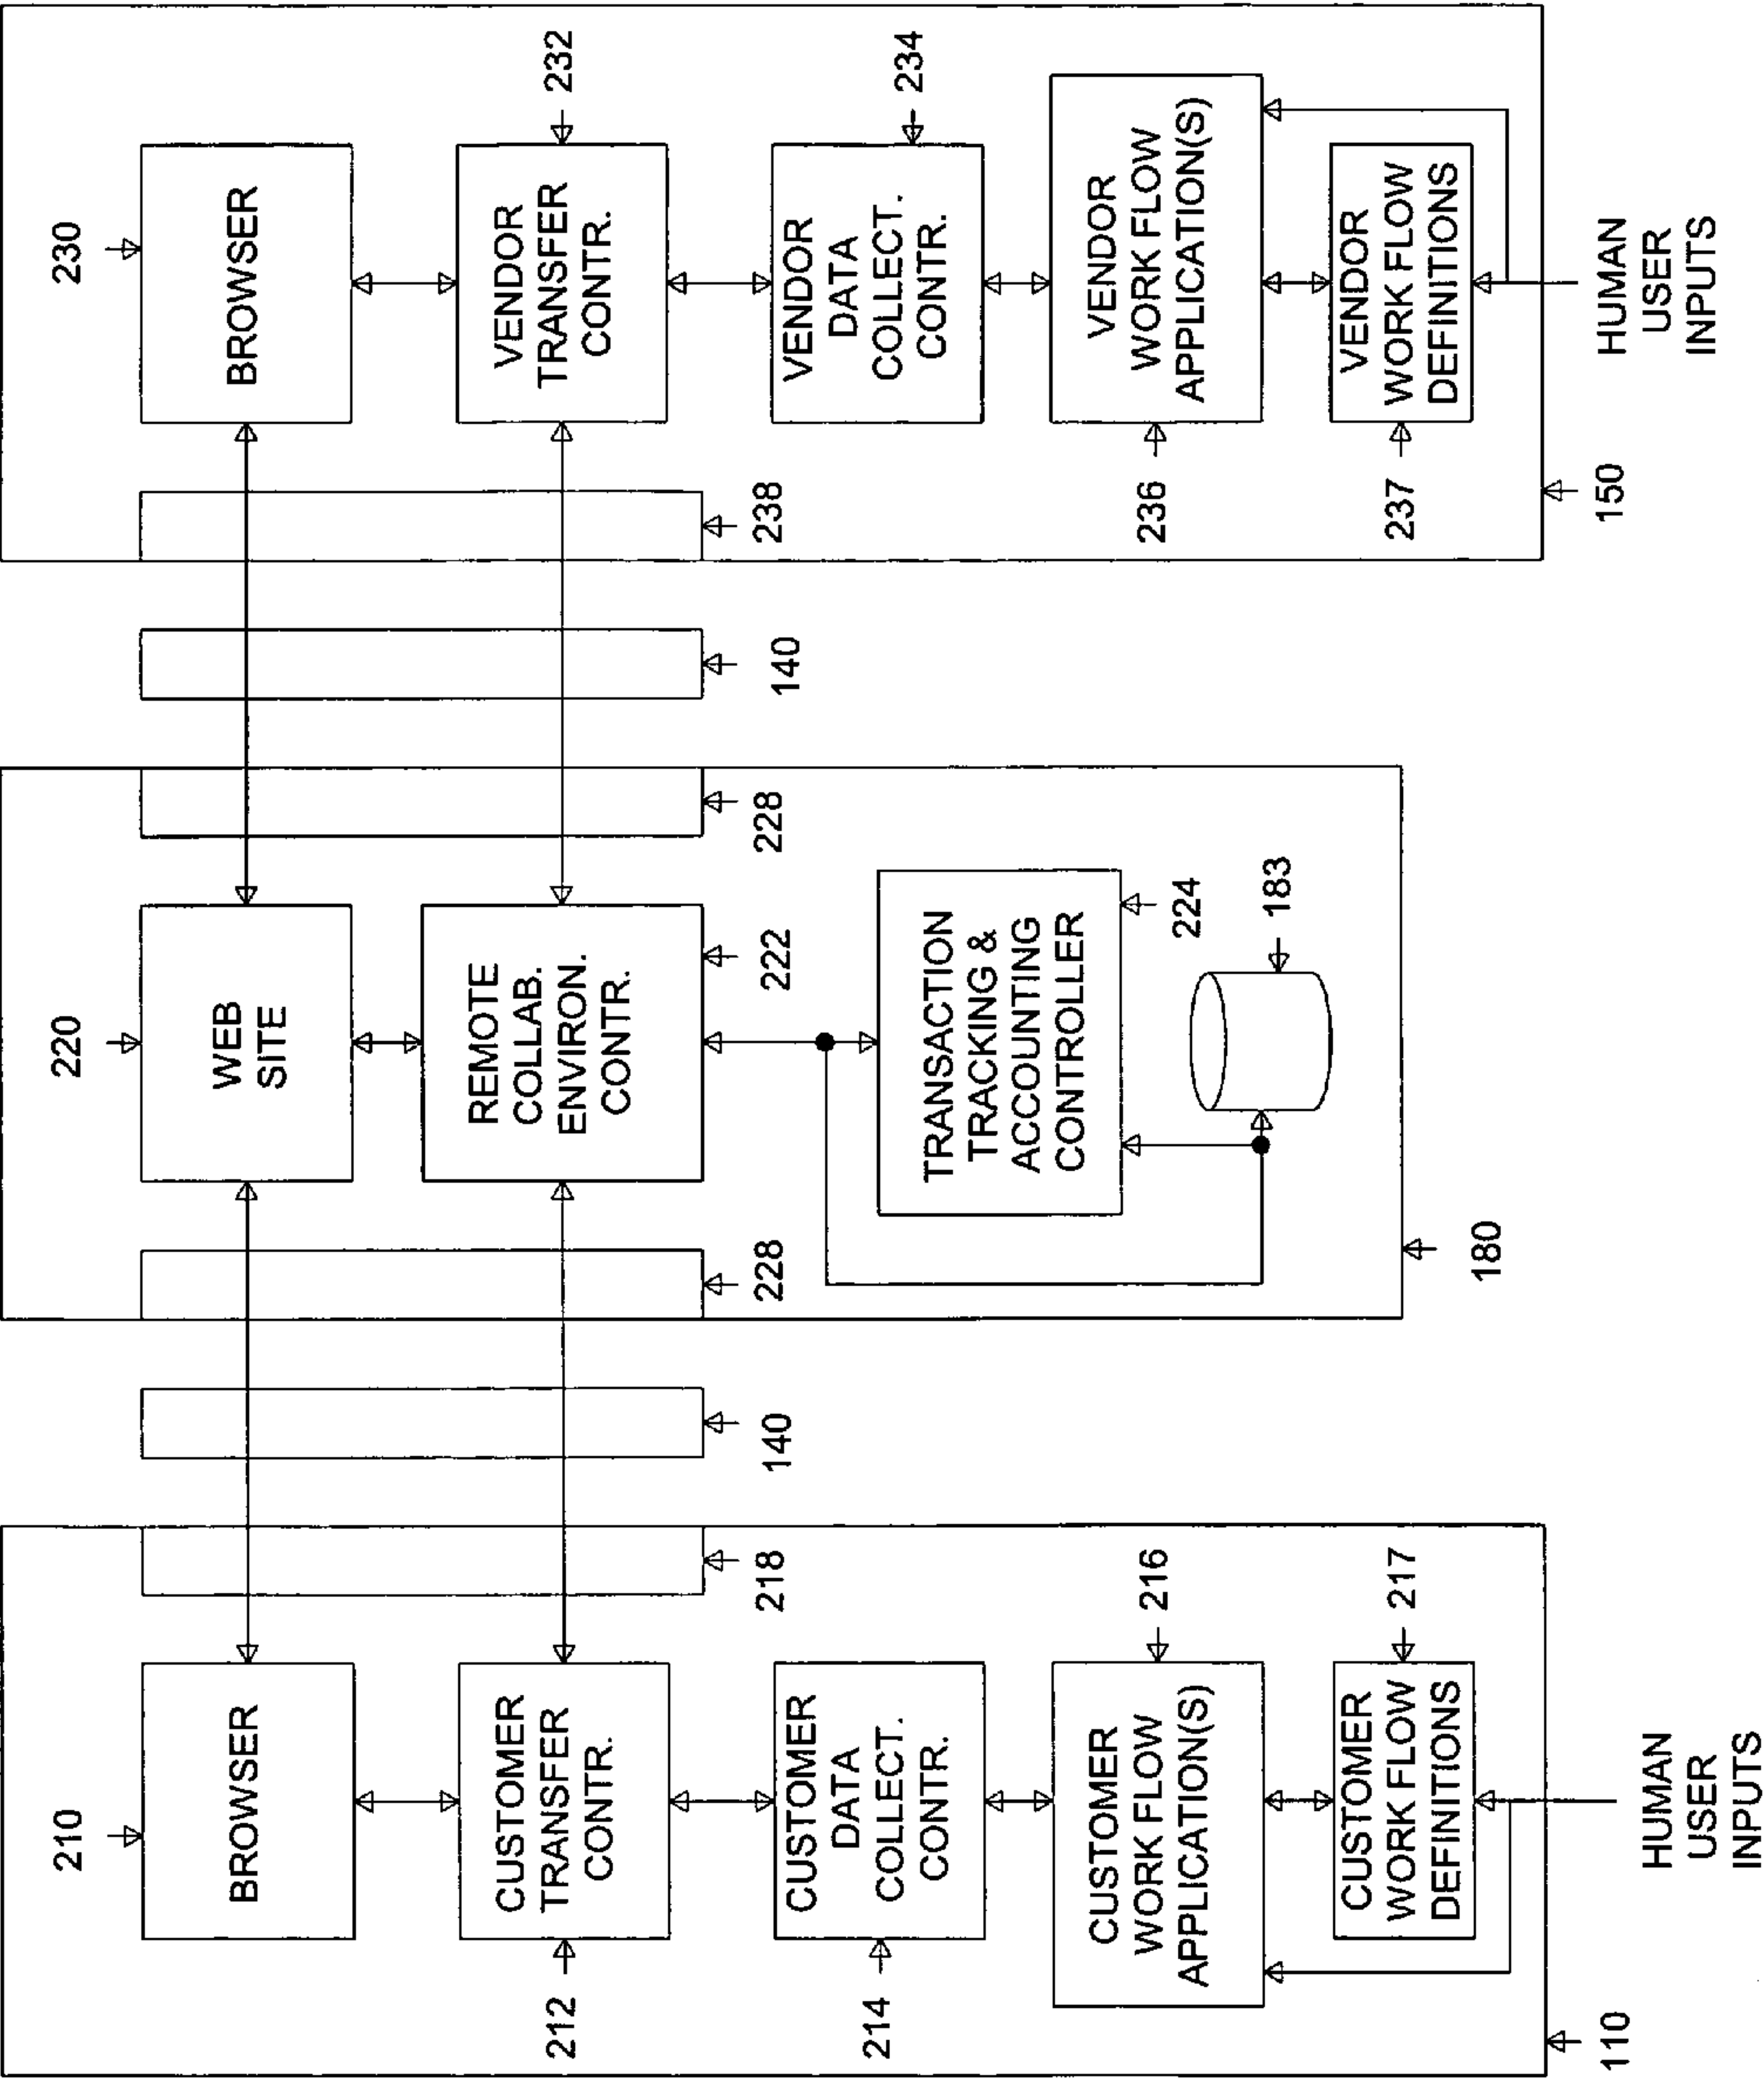 210
BROWSER
212
CUSTOMER
TRANSFER
CONTR.
214
CUSTOMER
DATA
COLLECT.
CONTR.
CUSTOMER
WORK FLOW
APPLICATION(S)
216
CUSTOMER
WORK FLOW
DEFINITIONS
217
218
110
HUMAN
USER
INPUTS
140
220
WEB
SITE
REMOTE
COLLAB.
ENVIRON.
CONTR.
222
228
228
TRANSACTION
TRACKING &
ACCOUNTING
CONTROLLER
224
183
180
140
230
BROWSER
VENDOR
TRANSFER
CONTR.
232
VENDOR
DATA
COLLECT.
CONTR.
234
238
VENDOR
WORK FLOW
APPLICATION(S)
236
VENDOR
WORK FLOW
DEFINITIONS
237
150
HUMAN
USER
INPUTS